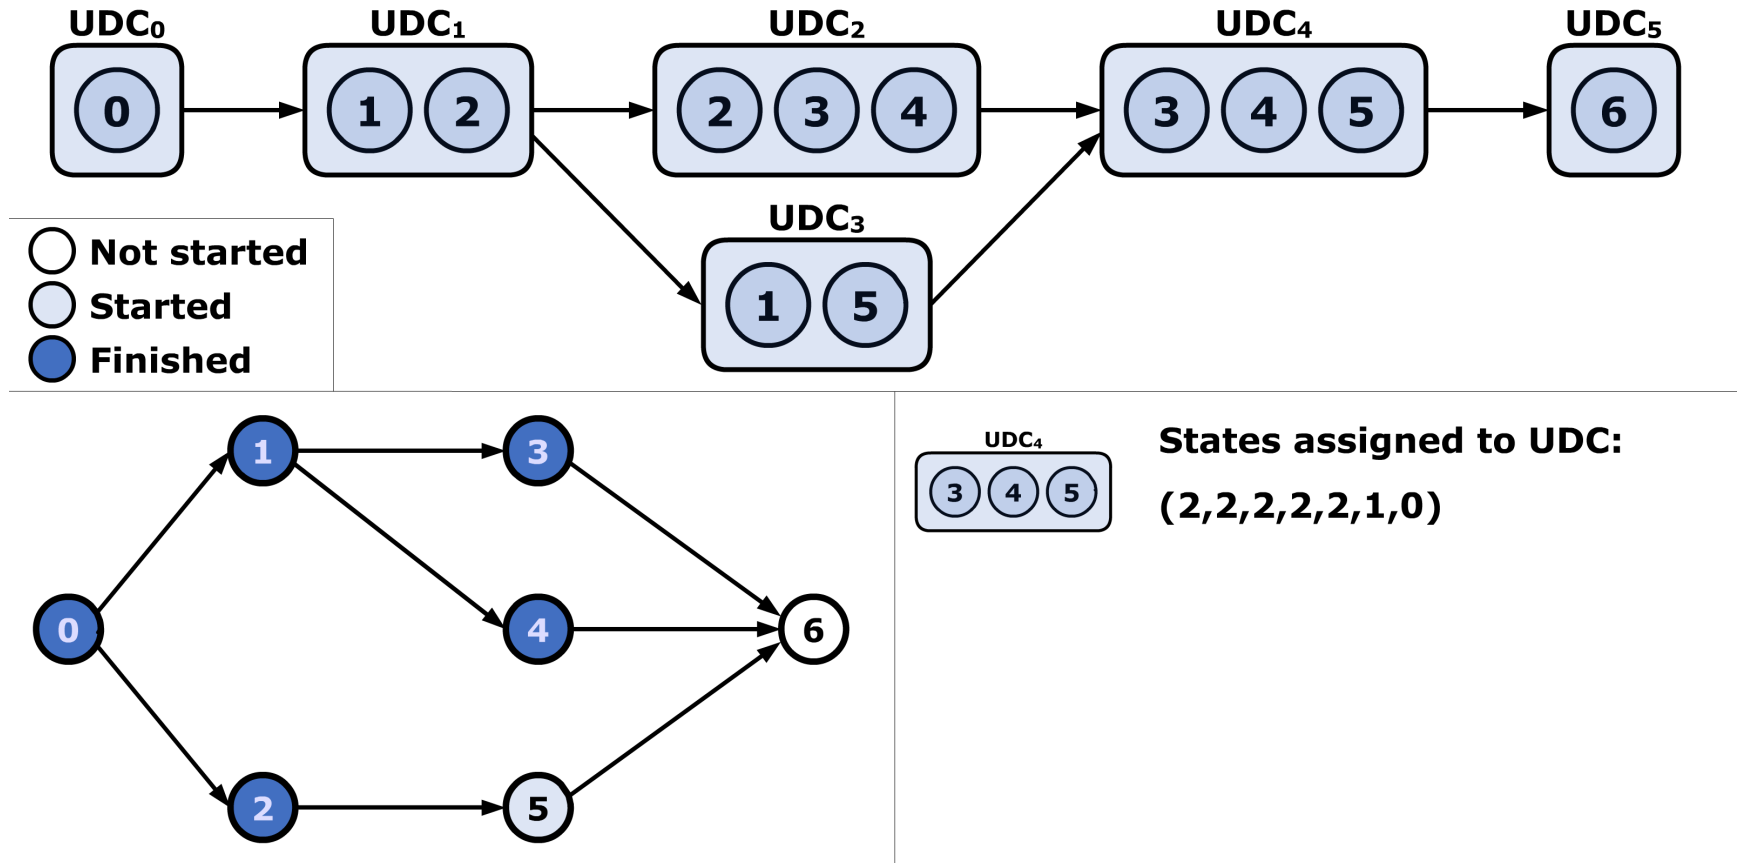 UDC₀ UDC₁ UDC₂ UDC₄ UDC₅
0 1 2 2 3 4 3 4 5 6
UDC₃
1 5
Not started
Started
Finished
1 3
0 4 6
2 5
UDC₄
3 4 5
States assigned to UDC:
(2,2,2,2,2,1,0)